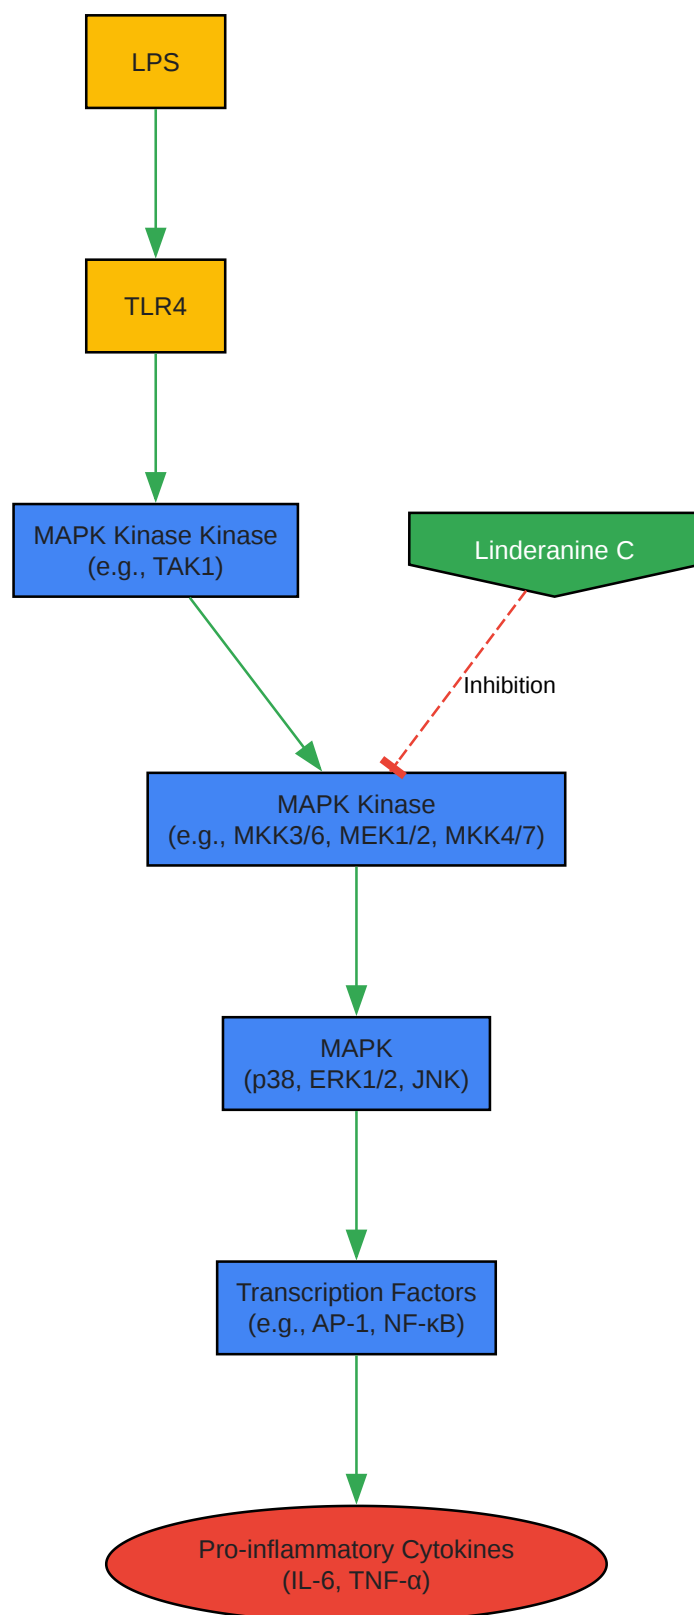 LPS
TLR4
MAPK Kinase Kinase
(e.g., TAK1)
Linderanine C
Inhibition
MAPK Kinase
(e.g., MKK3/6, MEK1/2, MKK4/7)
MAPK
(p38, ERK1/2, JNK)
Transcription Factors
(e.g., AP-1, NF-κB)
Pro-inflammatory Cytokines
(IL-6, TNF-α)